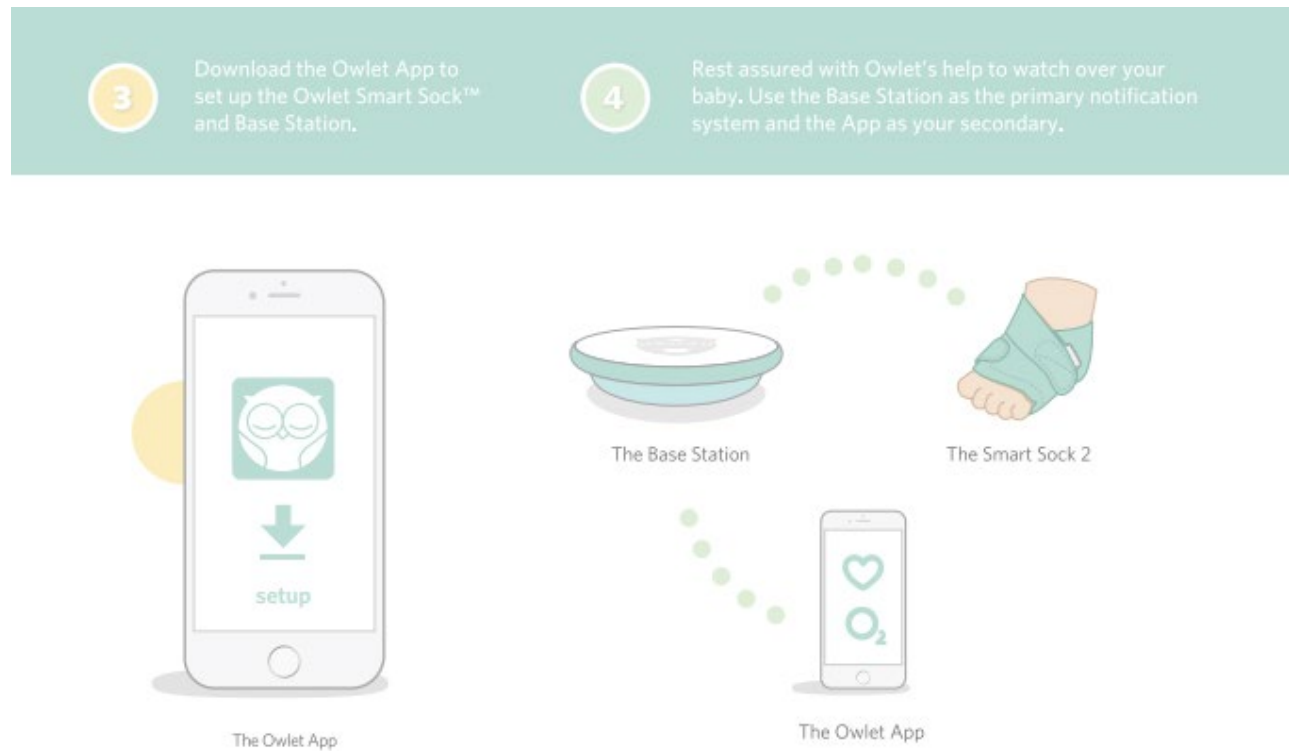 3
Download the Owlet App to
set up the Owlet Smart Sock™
and Base Station.
4
Rest assured with Owlet's help to watch over your
baby. Use the Base Station as the primary notification
system and the App as your secondary.
setup
The Owlet App
The Base Station
The Smart Sock 2
O2
The Owlet App